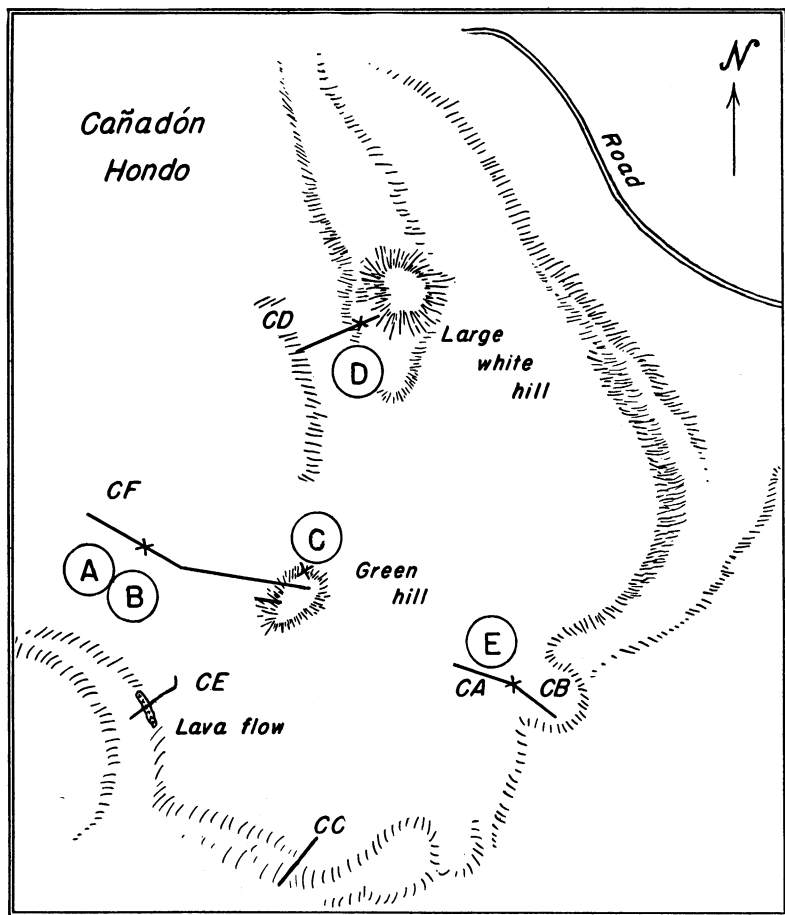 Cañadón
Hondo
N
Road
CD
Large
white
hill
D
CF
C
A
B
Green
hill
E
CA
CB
CE
Lava flow
CC